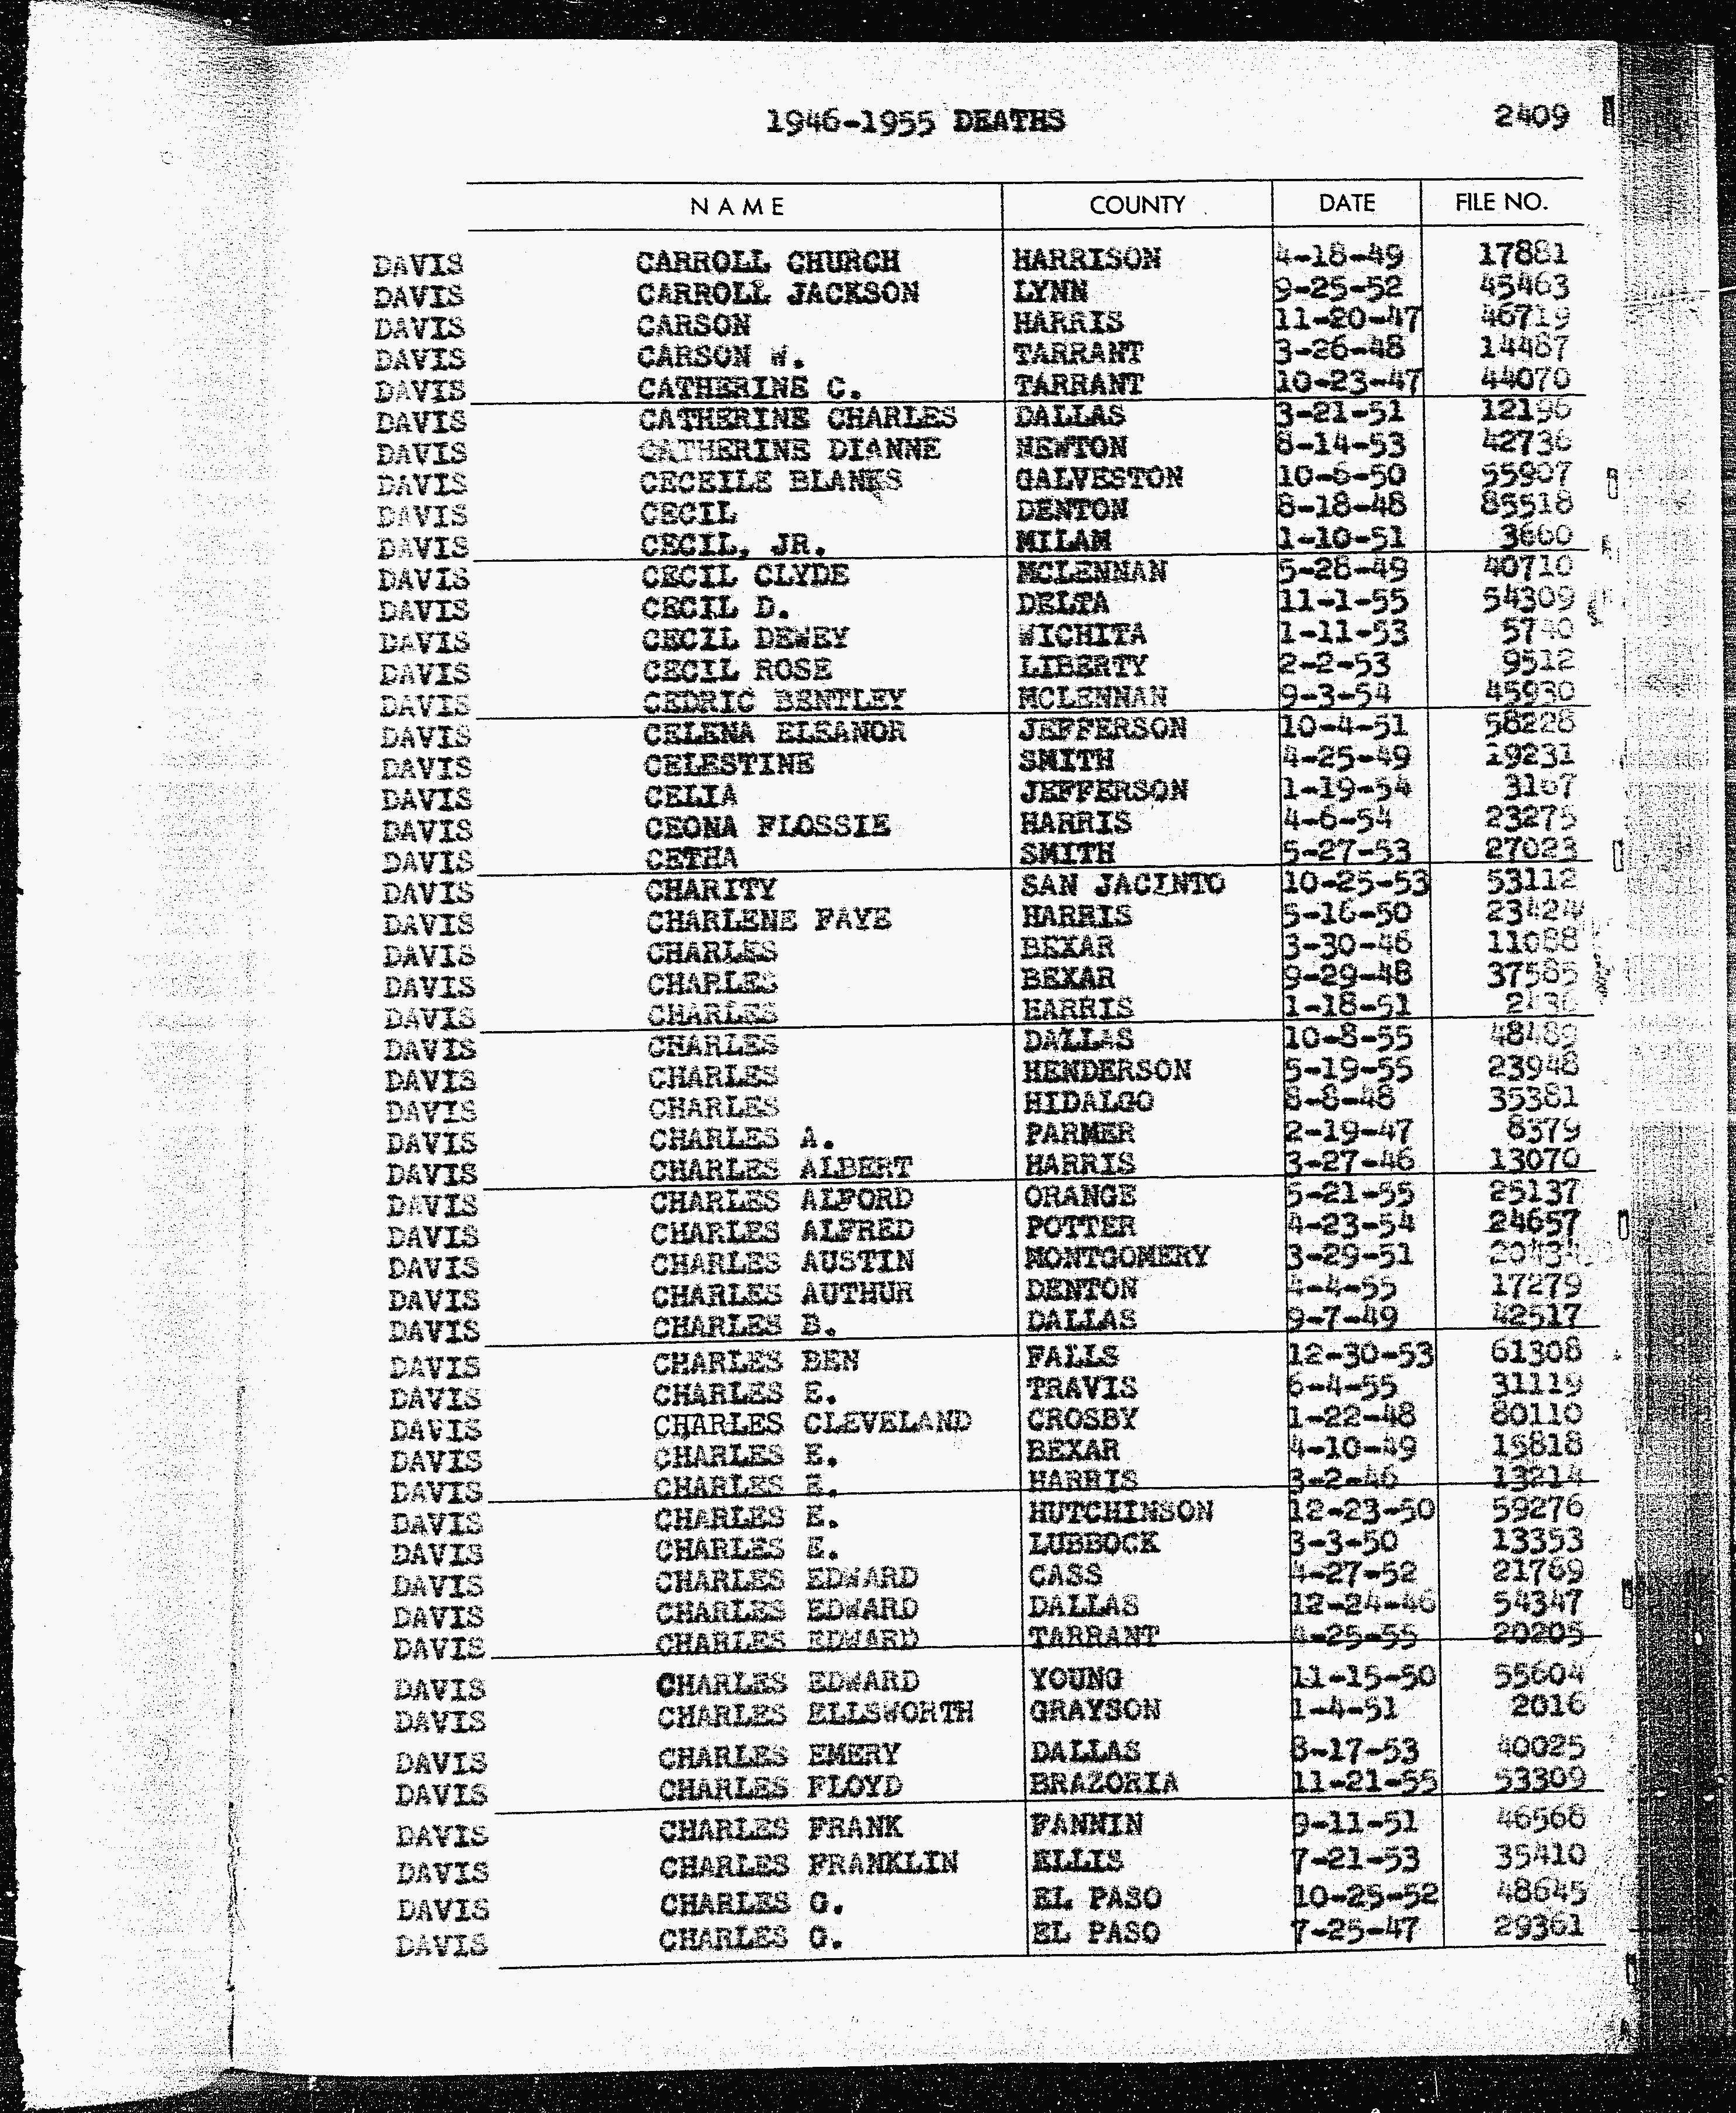 1946-1955 DEATHS 2409
NAME COUNTY DATE FILE NO.
DAVIS CARROLL CHURCH HARRISON 4-18-49 17881
DAVIS CARROLL JACKSON LYNN 9-25-52 45463
DAVIS CARSON HARRIS 11-20-47 46719
DAVIS CARSON W. TARRANT 3-26-48 14487
DAVIS CATHERINE C. TARRANT 10-23-47 44070
DAVIS CATHERINE CHARLES DALLAS 3-21-51 12196
DAVIS CATHERINE DIANNE NEWTON 8-14-53 42736
DAVIS CECEILE BLANKS GALVESTON 10-6-50 55907
DAVIS CECIL DENTON 8-18-48 85518
DAVIS CECIL, JR. MILAM 1-10-51 3660
DAVIS CECIL CLYDE MCLENNAN 5-28-49 40710
DAVIS CECIL D. DELTA 11-1-55 54309
DAVIS CECIL DEWEY WICHITA 1-11-53 5740
DAVIS CECIL ROSE LIBERTY 2-2-53 9512
DAVIS CEDRIC BENTLEY MCLENNAN 9-3-54 45930
DAVIS CELENA ELEANOR JEFFERSON 10-4-51 58228
DAVIS CELESTINE SMITH 4-25-49 19231
DAVIS CELIA JEFFERSON 1-19-54 3167
DAVIS CEONA FLOSSIE HARRIS 4-6-54 23275
DAVIS CETHA SMITH 5-27-53 27023
DAVIS CHARITY SAN JACINTO 10-25-53 53112
DAVIS CHARLENE FAYE HARRIS 5-16-50 23424
DAVIS CHARLES BEXAR 3-30-46 11088
DAVIS CHARLES BEXAR 9-29-48 37585
DAVIS CHARLES HARRIS 1-18-51
DAVIS CHARLES DALLAS 10-8-55 48489
DAVIS CHARLES HENDERSON 5-19-55 23948
DAVIS CHARLES HIDALGO 8-8-48 35381
DAVIS CHARLES A. PARMER 2-19-47 8379
DAVIS CHARLES ALBERT HARRIS 3-27-46 13070
DAVIS CHARLES ALFORD ORANGE 5-21-55 25137
DAVIS CHARLES ALFRED POTTER 4-23-54 24657
DAVIS CHARLES AUSTIN MONTGOMERY 3-29-51
DAVIS CHARLES AUTHUR DENTON 4-4-55 17279
DAVIS CHARLES B. DALLAS 9-7-49 42517
DAVIS CHARLES BEN FALLS 12-30-53 61308
DAVIS CHARLES E. TRAVIS 6-4-55 31119
DAVIS CHARLES CLEVELAND CROSBY 1-22-48 80110
DAVIS CHARLES E. BEXAR 4-10-49 15818
DAVIS CHARLES E. HARRIS 3-2-46 13214
DAVIS CHARLES E. HUTCHINSON 12-23-50 59276
DAVIS CHARLES E. LUBBOCK 3-3-50 13353
DAVIS CHARLES EDWARD CASS 4-27-52 21769
DAVIS CHARLES EDWARD DALLAS 12-24-46 54347
DAVIS CHARLES EDWARD TARRANT 4-25-55 20205
DAVIS CHARLES EDWARD YOUNG 11-15-50 55604
DAVIS CHARLES ELLSWORTH GRAYSON 1-4-51 2016
DAVIS CHARLES EMERY DALLAS 8-17-53 40025
DAVIS CHARLES FLOYD BRAZORIA 11-21-55 53309
DAVIS CHARLES FRANK FANNIN 9-11-51 46568
DAVIS CHARLES FRANKLIN ELLIS 7-21-53 35410
DAVIS CHARLES G. EL PASO 10-25-52 48645
DAVIS CHARLES G. EL PASO 7-25-47 29361